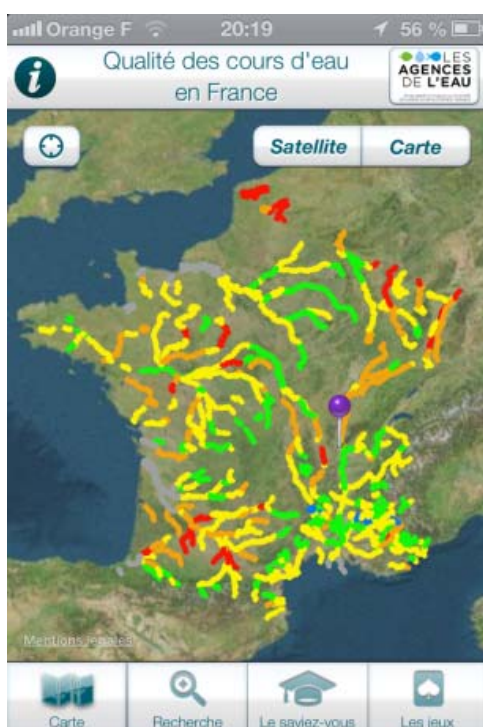 Orange F 20:19 56 %
Qualité des cours d'eau
en France
LES
AGENCES
DE L'EAU
Satellite Carte
Mentions légales
Carte Recherche Le saviez-vous Les jeux